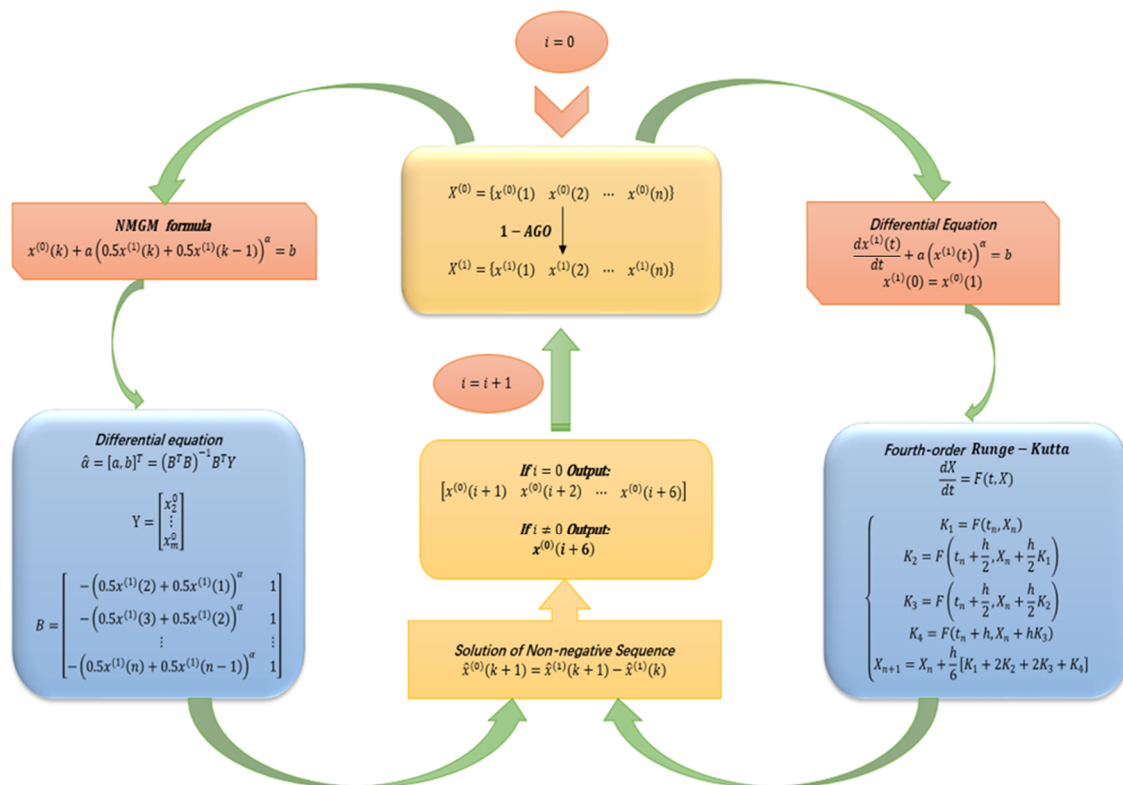 i = 0
X^(0) = {x^(0)(1) x^(0)(2) ⋯ x^(0)(n)}
1 − AGO
X^(1) = {x^(1)(1) x^(1)(2) ⋯ x^(1)(n)}
NMGM formula
x^(0)(k) + a(0.5x^(1)(k) + 0.5x^(1)(k − 1))^α = b
Differential Equation
dx^(1)(t)/dt + a(x^(1)(t))^α = b
x^(1)(0) = x^(0)(1)
i = i + 1
Differential equation
α̂ = [a, b]^T = (B^T B)^−1 B^T Y
Y = [x_2^0
⋮
x_m^0]
B = [−(0.5x^(1)(2) + 0.5x^(1)(1))^α 1
−(0.5x^(1)(3) + 0.5x^(1)(2))^α 1
⋮ ⋮
−(0.5x^(1)(n) + 0.5x^(1)(n − 1))^α 1]
If i = 0 Output:
[x^(0)(i + 1) x^(0)(i + 2) ⋯ x^(0)(i + 6)]
If i ≠ 0 Output:
x^(0)(i + 6)
Solution of Non-negative Sequence
x̂^(0)(k + 1) = x̂^(1)(k + 1) − x̂^(1)(k)
Fourth-order Runge − Kutta
dX/dt = F(t, X)
K_1 = F(t_n, X_n)
K_2 = F(t_n + h/2, X_n + h/2 K_1)
K_3 = F(t_n + h/2, X_n + h/2 K_2)
K_4 = F(t_n + h, X_n + hK_3)
X_n+1 = X_n + h/6 [K_1 + 2K_2 + 2K_3 + K_4]